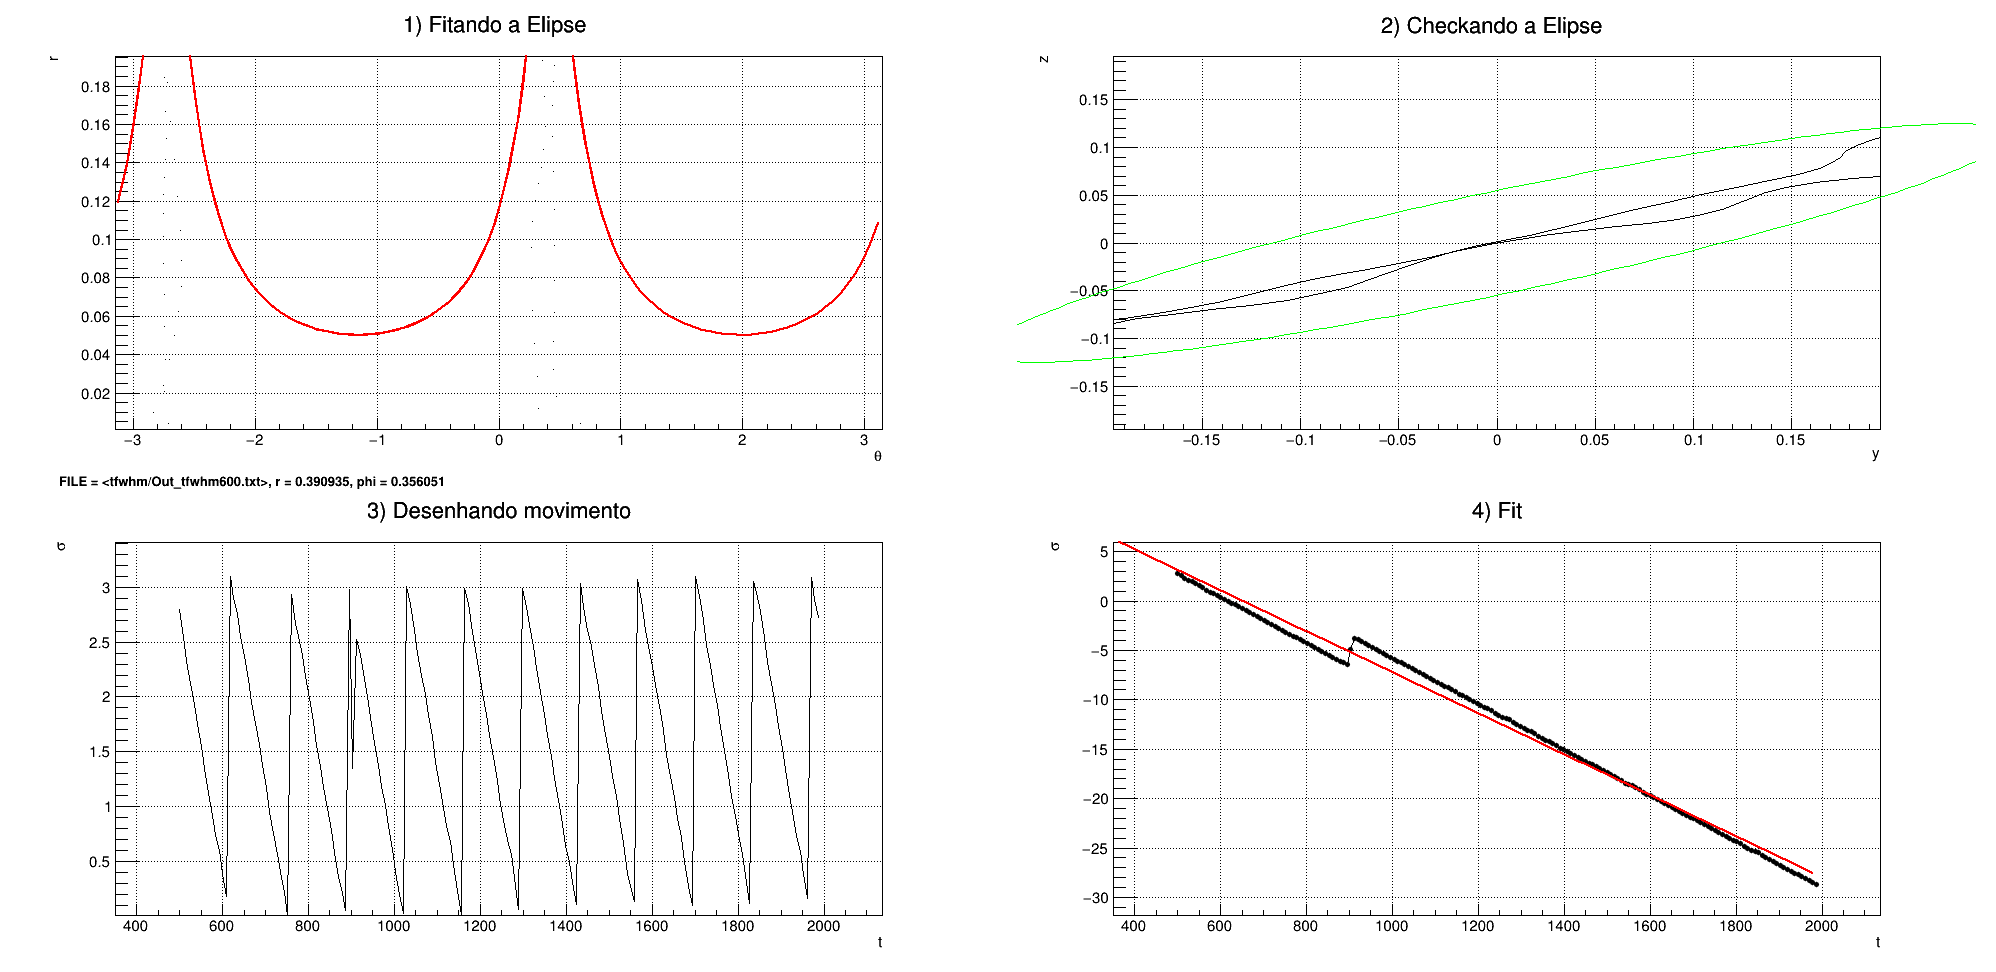 1) Fitando a Elipse
r
0.18
0.16
0.14
0.12
0.1
0.08
0.06
0.04
0.02
−3 −2 −1 0 1 2 3
θ
2) Checkando a Elipse
z
0.15
0.1
0.05
0
−0.05
−0.1
−0.15
−0.15 −0.1 −0.05 0 0.05 0.1 0.15
y
FILE = <tfwhm/Out_tfwhm600.txt>, r = 0.390935, phi = 0.356051
3) Desenhando movimento
σ
3
2.5
2
1.5
1
0.5
400 600 800 1000 1200 1400 1600 1800 2000
t
4) Fit
σ
5
0
−5
−10
−15
−20
−25
−30
400 600 800 1000 1200 1400 1600 1800 2000
t